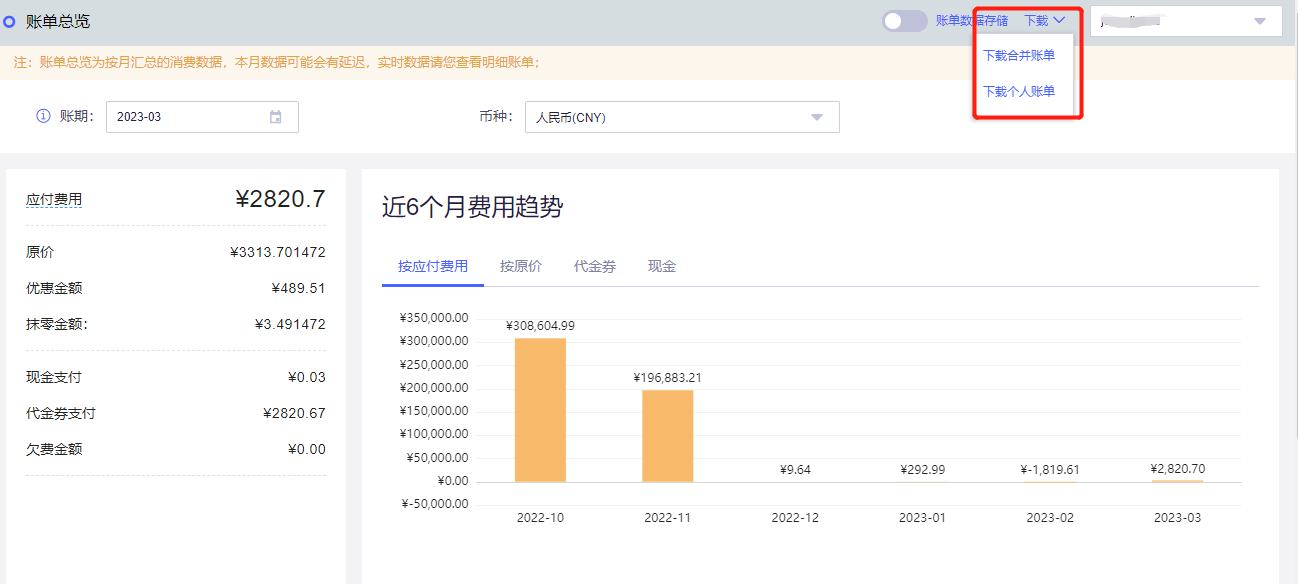 账单总览
账单数据存储 下载
下载合并账单
下载个人账单
注：账单总览为按月汇总的消费数据，本月数据可能会有延迟，实时数据请您查看明细账单；
账期： 2023-03
币种： 人民币(CNY)
应付费用 ¥2820.7
原价 ¥3313.701472
优惠金额 ¥489.51
抹零金额： ¥3.491472
现金支付 ¥0.03
代金券支付 ¥2820.67
欠费金额 ¥0.00
近6个月费用趋势
按应付费用 按原价 代金券 现金
¥350,000.00
¥300,000.00
¥250,000.00
¥200,000.00
¥150,000.00
¥100,000.00
¥50,000.00
¥0.00
¥-50,000.00
¥308,604.99
¥196,883.21
¥9.64
¥292.99
¥-1,819.61
¥2,820.70
2022-10 2022-11 2022-12 2023-01 2023-02 2023-03